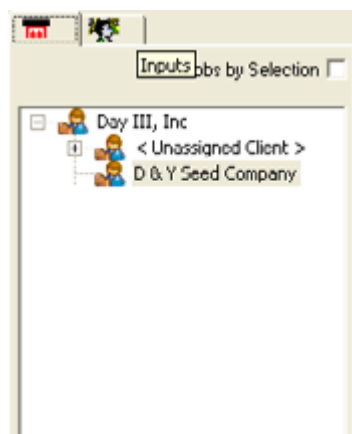 Inputs
obs by Selection
Day III, Inc
< Unassigned Client >
D & Y Seed Company